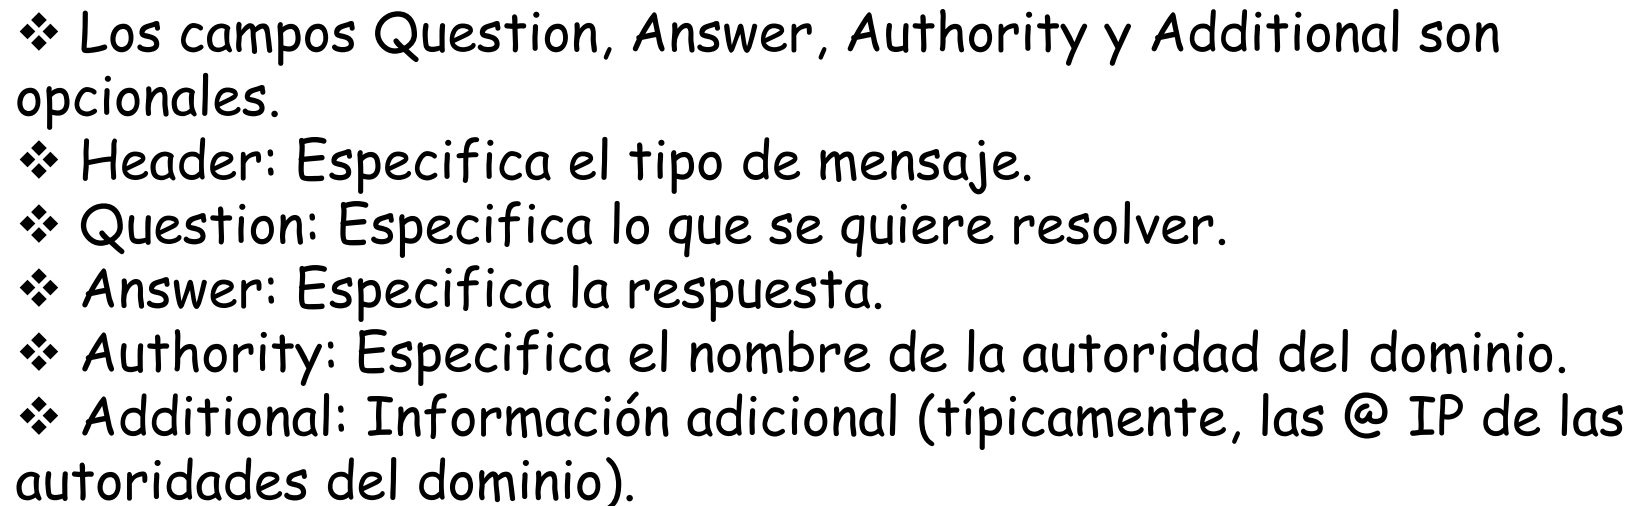 ❖ Los campos Question, Answer, Authority y Additional son
opcionales.
❖ Header: Especifica el tipo de mensaje.
❖ Question: Especifica lo que se quiere resolver.
❖ Answer: Especifica la respuesta.
❖ Authority: Especifica el nombre de la autoridad del dominio.
❖ Additional: Información adicional (típicamente, las @ IP de las
autoridades del dominio).